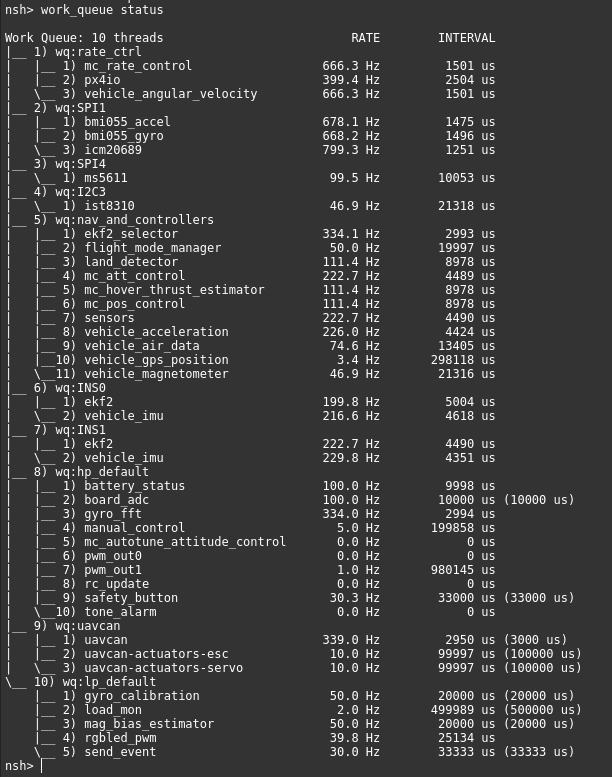 nsh> work_queue status

Work Queue: 10 threads                          RATE        INTERVAL
|__ 1) wq:rate_ctrl
|   |__ 1) mc_rate_control                  666.3 Hz         1501 us
|   |__ 2) px4io                            399.4 Hz         2504 us
|   \__ 3) vehicle_angular_velocity         666.3 Hz         1501 us
|__ 2) wq:SPI1
|   |__ 1) bmi055_accel                     678.1 Hz         1475 us
|   |__ 2) bmi055_gyro                      668.2 Hz         1496 us
|   \__ 3) icm20689                         799.3 Hz         1251 us
|__ 3) wq:SPI4
|   \__ 1) ms5611                            99.5 Hz        10053 us
|__ 4) wq:I2C3
|   \__ 1) ist8310                           46.9 Hz        21318 us
|__ 5) wq:nav_and_controllers
|   |__ 1) ekf2_selector                    334.1 Hz         2993 us
|   |__ 2) flight_mode_manager               50.0 Hz        19997 us
|   |__ 3) land_detector                    111.4 Hz         8978 us
|   |__ 4) mc_att_control                   222.7 Hz         4489 us
|   |__ 5) mc_hover_thrust_estimator        111.4 Hz         8978 us
|   |__ 6) mc_pos_control                   111.4 Hz         8978 us
|   |__ 7) sensors                          222.7 Hz         4490 us
|   |__ 8) vehicle_acceleration             226.0 Hz         4424 us
|   |__ 9) vehicle_air_data                  74.6 Hz        13405 us
|   |__10) vehicle_gps_position               3.4 Hz       298118 us
|   \__11) vehicle_magnetometer              46.9 Hz        21316 us
|__ 6) wq:INS0
|   |__ 1) ekf2                             199.8 Hz         5004 us
|   \__ 2) vehicle_imu                      216.6 Hz         4618 us
|__ 7) wq:INS1
|   |__ 1) ekf2                             222.7 Hz         4490 us
|   \__ 2) vehicle_imu                      229.8 Hz         4351 us
|__ 8) wq:hp_default
|   |__ 1) battery_status                   100.0 Hz         9998 us
|   |__ 2) board_adc                        100.0 Hz        10000 us (10000 us)
|   |__ 3) gyro_fft                         334.0 Hz         2994 us
|   |__ 4) manual_control                     5.0 Hz       199858 us
|   |__ 5) mc_autotune_attitude_control       0.0 Hz            0 us
|   |__ 6) pwm_out0                           0.0 Hz            0 us
|   |__ 7) pwm_out1                           1.0 Hz       980145 us
|   |__ 8) rc_update                          0.0 Hz            0 us
|   |__ 9) safety_button                     30.3 Hz        33000 us (33000 us)
|   \__10) tone_alarm                         0.0 Hz            0 us
|__ 9) wq:uavcan
|   |__ 1) uavcan                           339.0 Hz         2950 us (3000 us)
|   |__ 2) uavcan-actuators-esc              10.0 Hz        99997 us (100000 us)
|   \__ 3) uavcan-actuators-servo            10.0 Hz        99997 us (100000 us)
\__ 10) wq:lp_default
    |__ 1) gyro_calibration                  50.0 Hz        20000 us (20000 us)
    |__ 2) load_mon                           2.0 Hz       499989 us (500000 us)
    |__ 3) mag_bias_estimator                50.0 Hz        20000 us (20000 us)
    |__ 4) rgbled_pwm                        39.8 Hz        25134 us
    \__ 5) send_event                        30.0 Hz        33333 us (33333 us)
nsh>